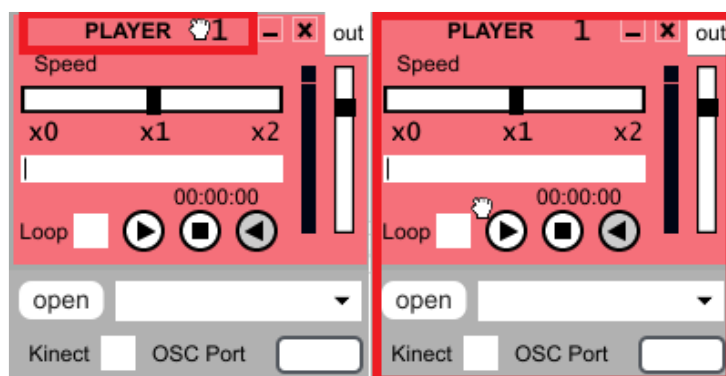 PLAYER 1 out
Speed
x0 x1 x2
00:00:00
Loop
open
Kinect OSC Port
PLAYER 1 out
Speed
x0 x1 x2
00:00:00
Loop
open
Kinect OSC Port